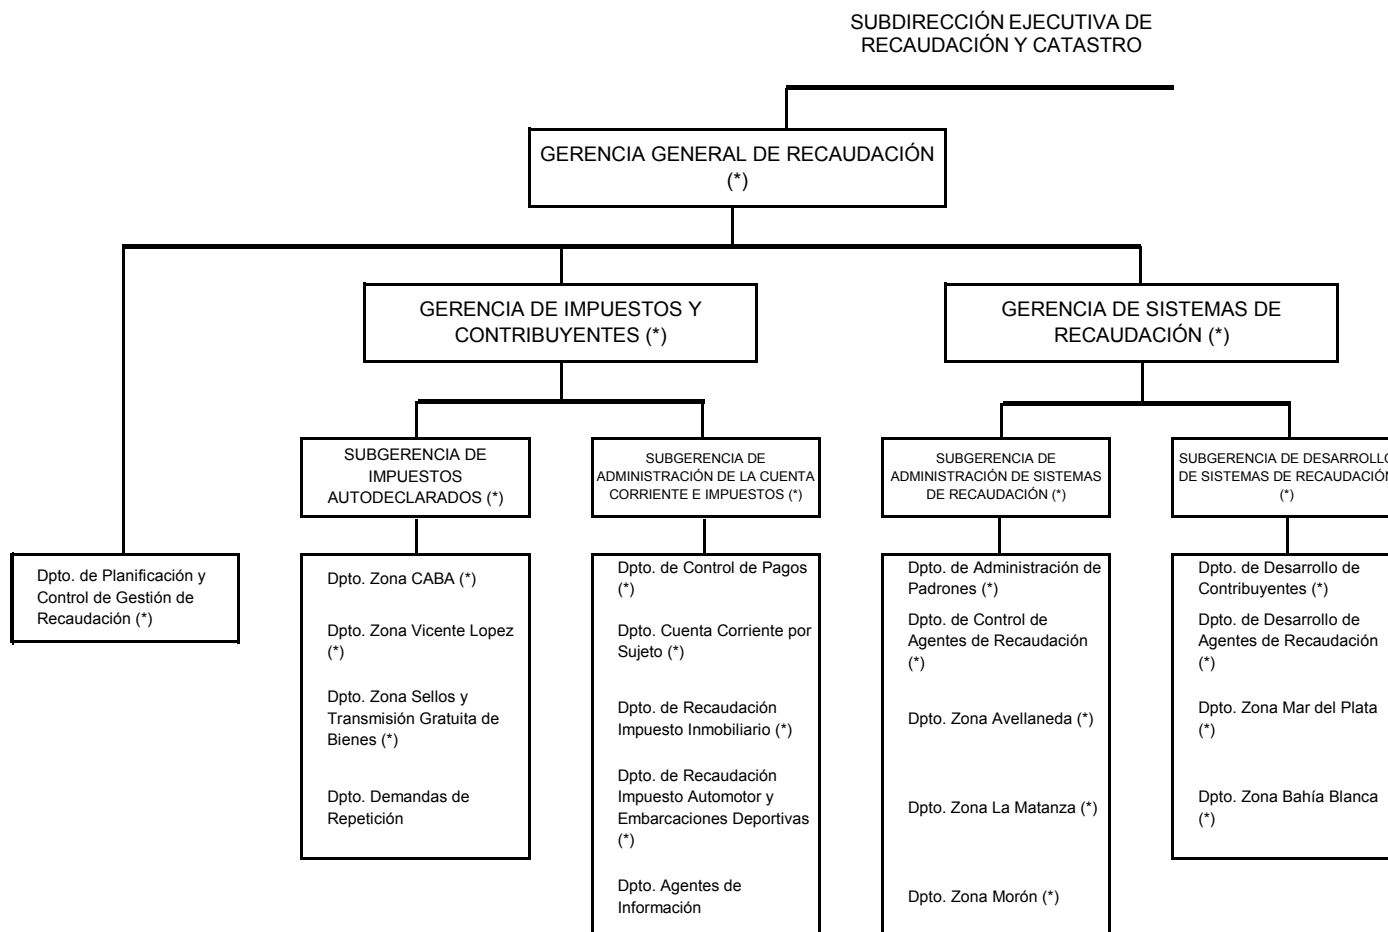 SUBDIRECCIÓN EJECUTIVA DE
RECAUDACIÓN Y CATASTRO
GERENCIA GENERAL DE RECAUDACIÓN
(*)
GERENCIA DE IMPUESTOS Y
CONTRIBUYENTES (*)
GERENCIA DE SISTEMAS DE
RECAUDACIÓN (*)
SUBGERENCIA DE
IMPUESTOS
AUTODECLARADOS (*)
SUBGERENCIA DE
ADMINISTRACIÓN DE LA CUENTA
CORRIENTE E IMPUESTOS (*)
SUBGERENCIA DE
ADMINISTRACIÓN DE SISTEMAS
DE RECAUDACIÓN (*)
SUBGERENCIA DE DESARROLLO
DE SISTEMAS DE RECAUDACIÓN
(*)
Dpto. de Planificación y
Control de Gestión de
Recaudación (*)
Dpto. Zona CABA (*)
Dpto. Zona Vicente Lopez
(*)
Dpto. Zona Sellos y
Transmisión Gratuita de
Bienes (*)
Dpto. Demandas de
Repetición
Dpto. de Control de Pagos
(*)
Dpto. Cuenta Corriente por
Sujeto (*)
Dpto. de Recaudación
Impuesto Inmobiliario (*)
Dpto. de Recaudación
Impuesto Automotor y
Embarcaciones Deportivas
(*)
Dpto. Agentes de
Información
Dpto. de Administración de
Padrones (*)
Dpto. de Control de
Agentes de Recaudación
(*)
Dpto. Zona Avellaneda (*)
Dpto. Zona La Matanza (*)
Dpto. Zona Morón (*)
Dpto. de Desarrollo de
Contribuyentes (*)
Dpto. de Desarrollo de
Agentes de Recaudación
(*)
Dpto. Zona Mar del Plata
(*)
Dpto. Zona Bahía Blanca
(*)